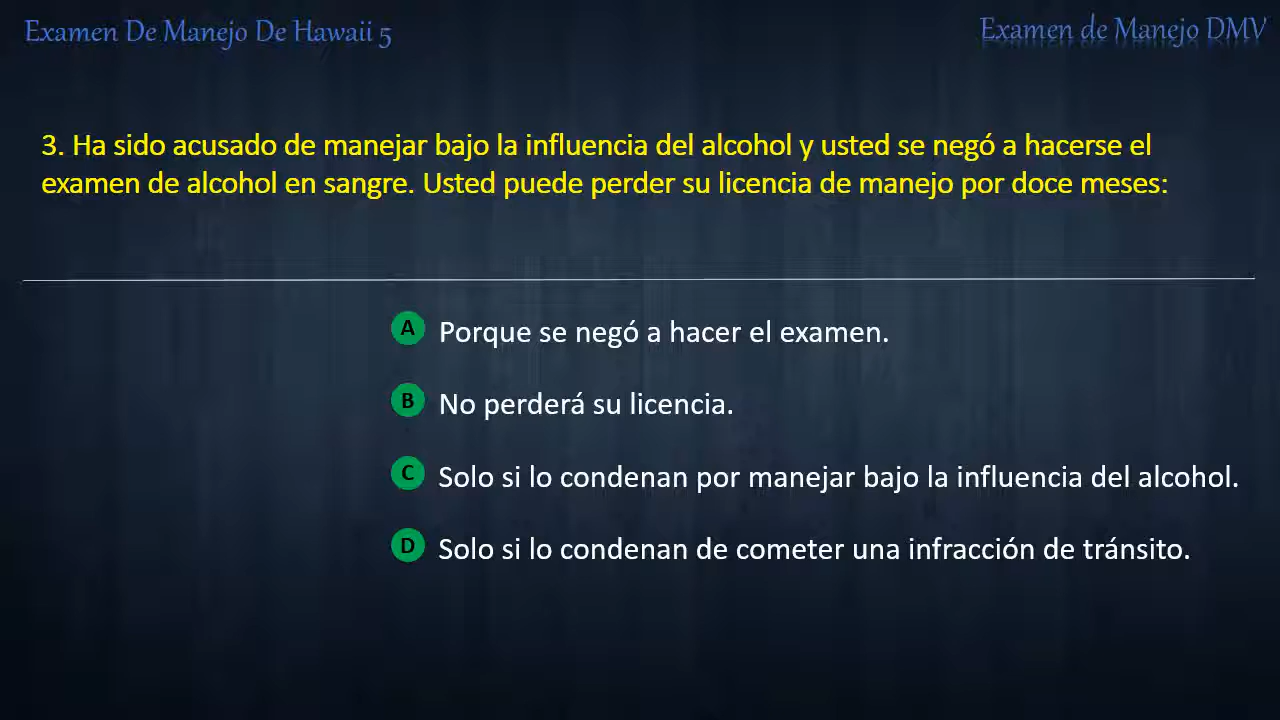 Examen De Manejo De Hawaii 5
Examen de Manejo DMV
3. Ha sido acusado de manejar bajo la influencia del alcohol y usted se negó a hacerse el
examen de alcohol en sangre. Usted puede perder su licencia de manejo por doce meses:
A Porque se negó a hacer el examen.
B No perderá su licencia.
C Solo si lo condenan por manejar bajo la influencia del alcohol.
D Solo si lo condenan de cometer una infracción de tránsito.